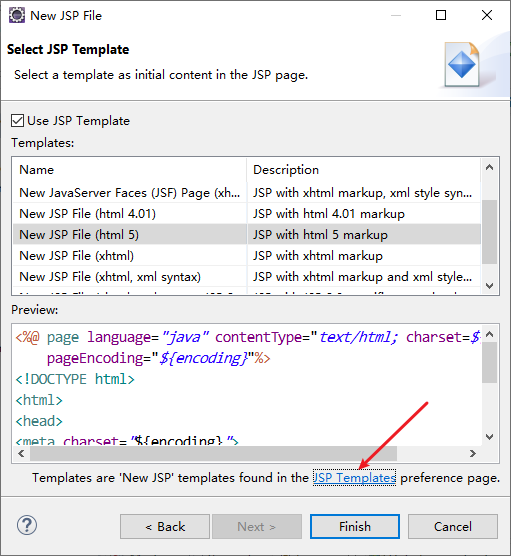 New JSP File
Select JSP Template
Select a template as initial content in the JSP page.
Use JSP Template
Templates:
Name Description
New JavaServer Faces (JSF) Page (xh... JSP with xhtml markup, xml style syn...
New JSP File (html 4.01) JSP with html 4.01 markup
New JSP File (html 5) JSP with html 5 markup
New JSP File (xhtml) JSP with xhtml markup
New JSP File (xhtml, xml syntax) JSP with xhtml markup and xml style...
Preview:
<%@ page language="java" contentType="text/html; charset=$
pageEncoding="${encoding}"%>
<!DOCTYPE html>
<html>
<head>
<meta charset="${encoding}">
Templates are 'New JSP' templates found in the JSP Templates preference page.
? < Back Next > Finish Cancel